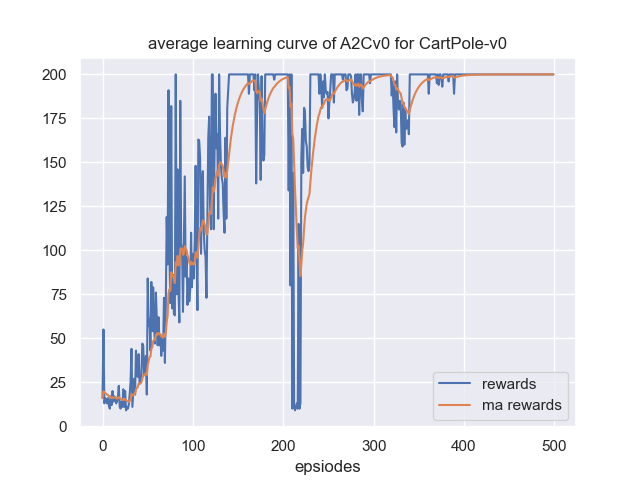 average learning curve of A2Cv0 for CartPole-v0
200
175
150
125
100
75
50
25
0
0 100 200 300 400 500
epsiodes
rewards
ma rewards